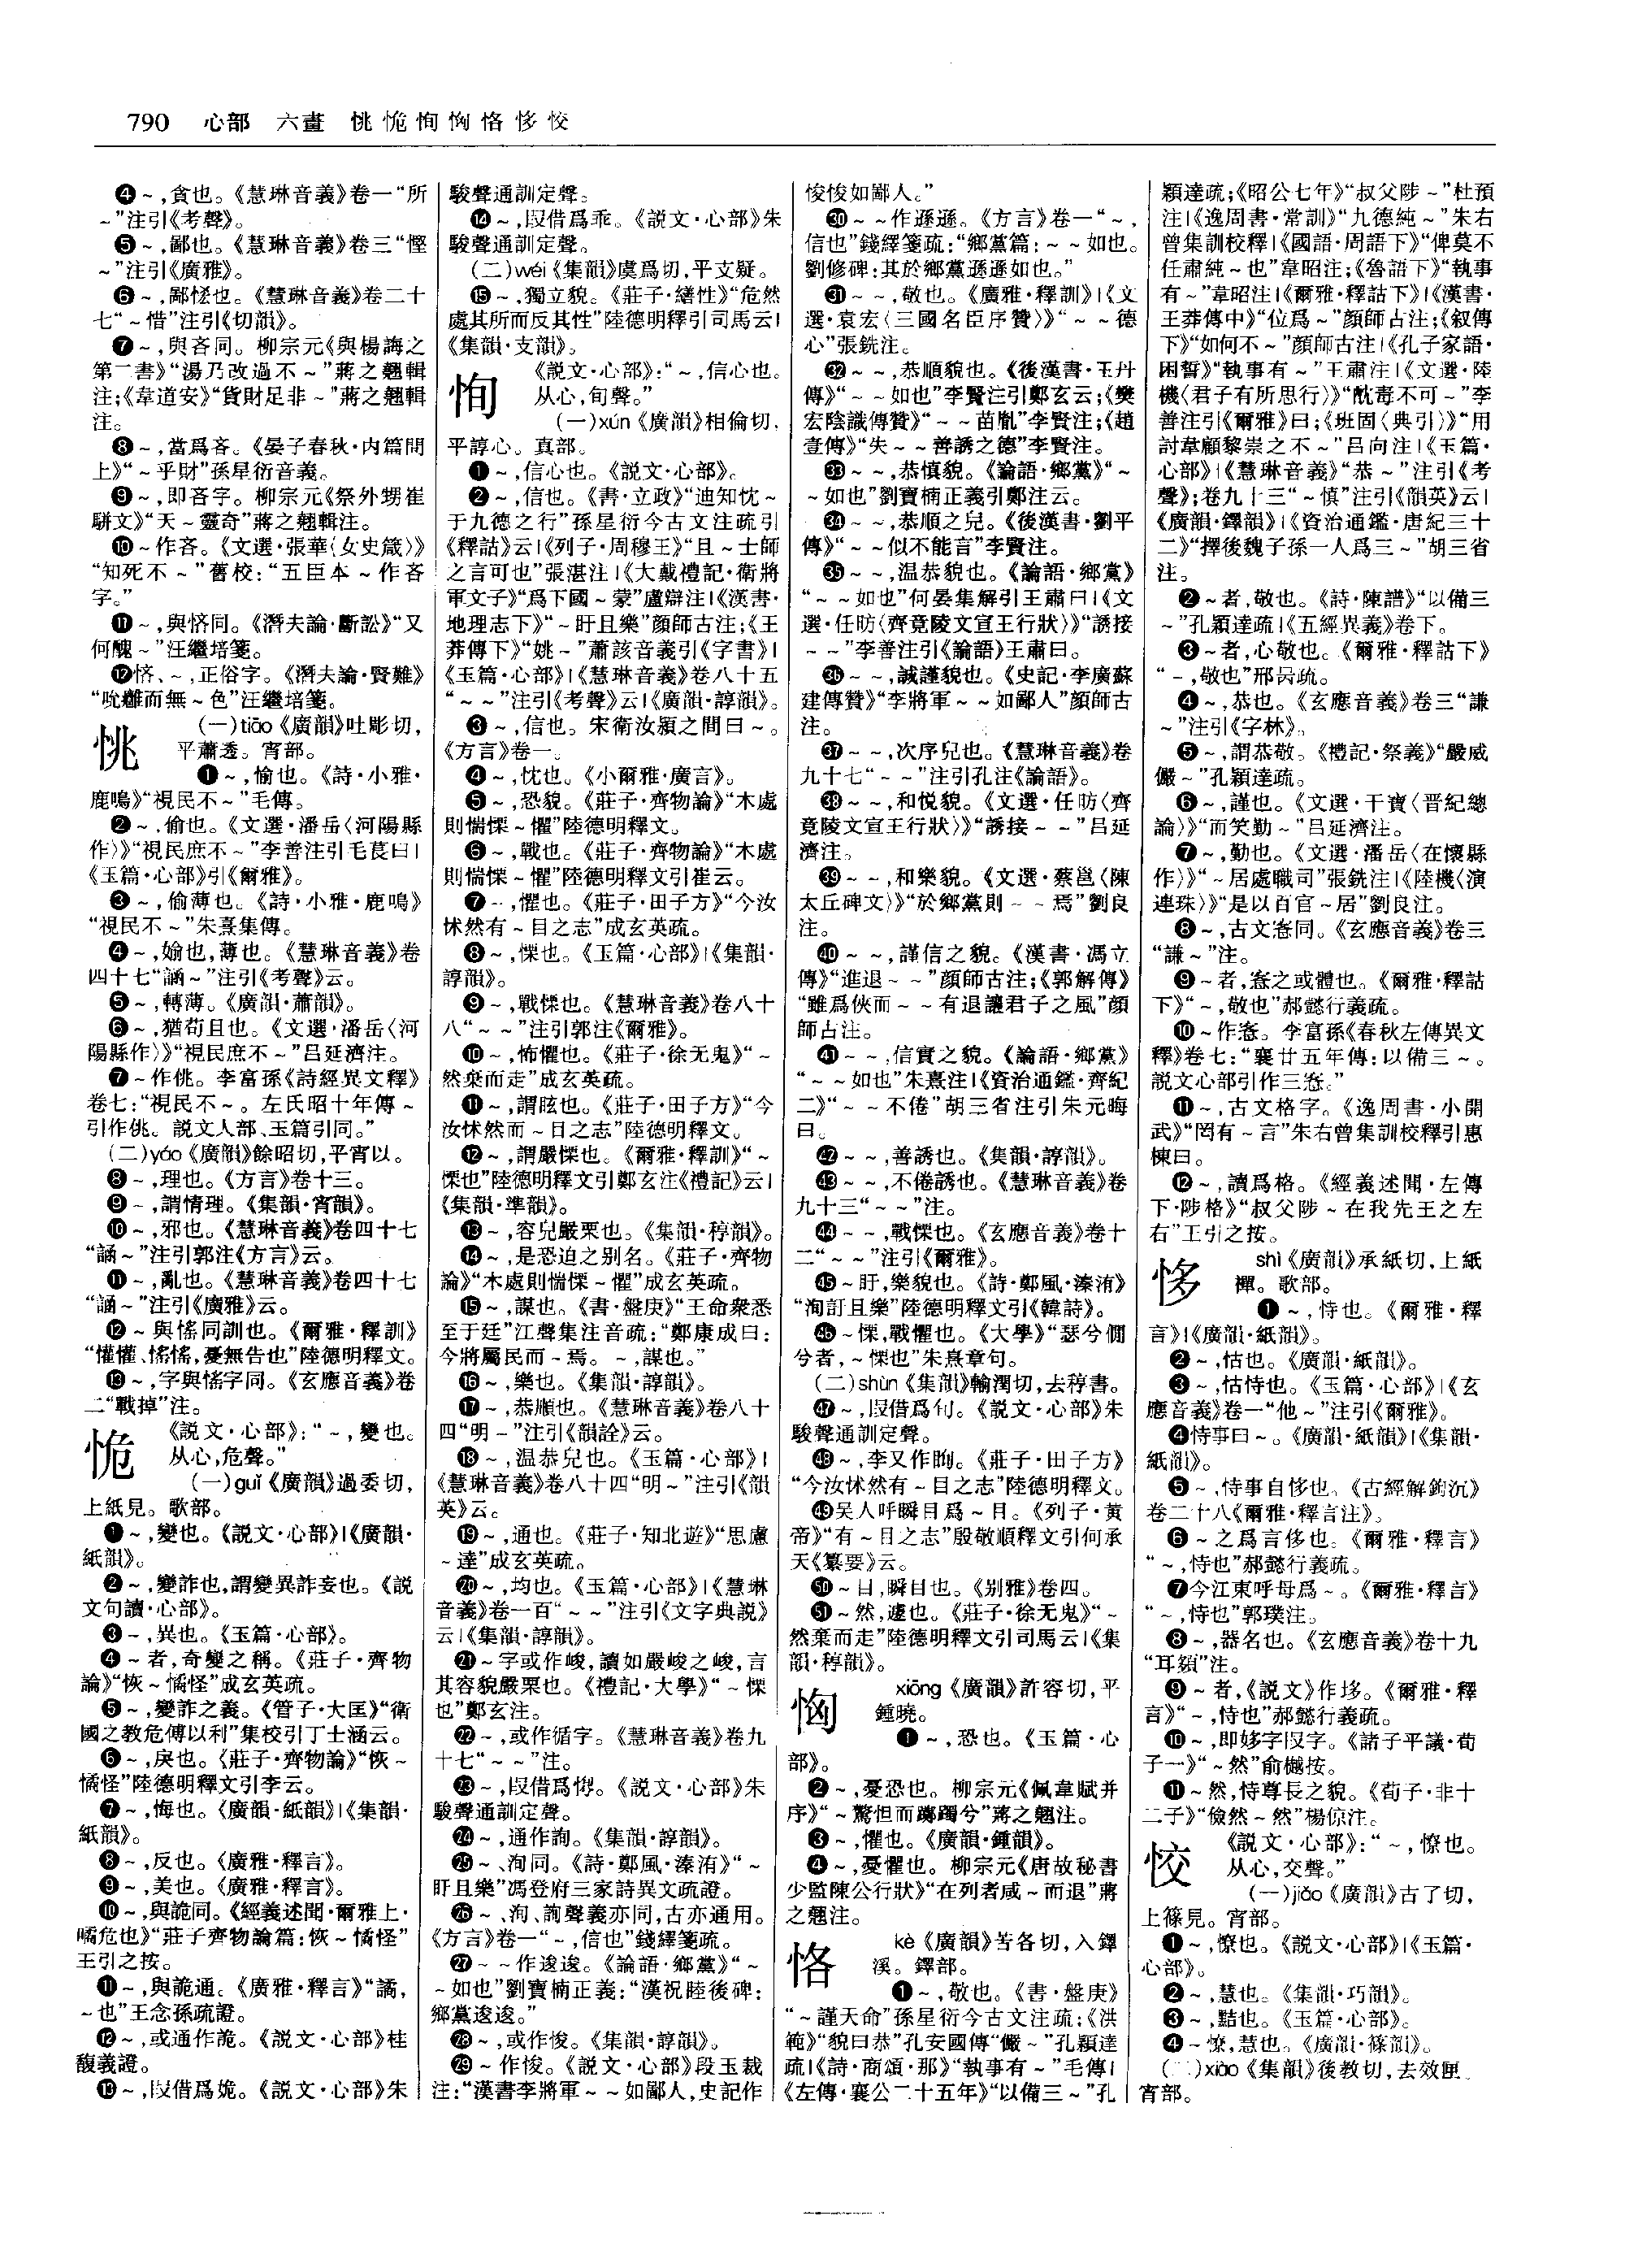 790 心部 六畫 恌恑恂恟恪恀恔
❹～,貪也。《慧琳音義》卷一“所
～”注引《考聲》。
❺～,鄙也。《慧琳音義》卷三“慳
～”注引《廣雅》。
❻～,鄙恡也。《慧琳音義》卷二十
七“～惜”注引《切韻》。
❼～,與吝同。柳宗元《與楊誨之
第二書》“湯乃改過不～”蔣之翹輯
注;《韋道安》“貨財足非～”蔣之翹輯
注。
❽～,當爲吝。《晏子春秋·内篇問
上》“～乎財”孫星衍音義。
❾～,即吝字。柳宗元《祭外甥崔
駢文》“天～靈奇”蔣之翹輯注。
❿～作吝。《文選·張華〈女史箴〉》
“知死不～”舊校:“五臣本～作吝
字。”
⓫～,與悋同。《潛夫論·斷訟》“又
何醜～”汪繼培箋。
⓬悋、～,正俗字。《潛夫論·賢難》
“吮癰而無～色”汪繼培箋。
恌 (一)tiāo《廣韻》吐彫切,
平蕭透。宵部。
❶～,愉也。《詩·小雅·
鹿鳴》“視民不～”毛傳。
❷～,偷也。《文選·潘岳〈河陽縣
作〉》“視民庶不～”李善注引毛萇曰|
《玉篇·心部》引《爾雅》。
❸～,偷薄也。《詩·小雅·鹿鳴》
“視民不～”朱熹集傳。
❹～,媮也,薄也。《慧琳音義》卷
四十七“誦～”注引《考聲》云。
❺～,轉薄。《廣韻·蕭韻》。
❻～,猶苟且也。《文選·潘岳〈河
陽縣作〉》“視民庶不～”吕延濟注。
❼～作佻。李富孫《詩經異文釋》
卷七:“視民不～。左氏昭十年傳～
引作佻。説文人部、玉篇引同。”
(二)yáo《廣韻》餘昭切,平宵以。
❽～,理也。《方言》卷十三。
❾～,謂情理。《集韻·宵韻》。
❿～,邪也。《慧琳音義》卷四十七
“誦～”注引郭注《方言》云。
⓫～,亂也。《慧琳音義》卷四十七
“誦～”注引《廣雅》云。
⓬～與愮同訓也。《爾雅·釋訓》
“懽懽、愮愮,憂無告也”陸德明釋文。
⓭～,字與愮字同。《玄應音義》卷
二“戰掉”注。
恑 《説文·心部》:“～,變也。
从心,危聲。”
(一)guǐ《廣韻》過委切,
上紙見。歌部。
❶～,變也。《説文·心部》|《廣韻·
紙韻》。
❷～,變詐也,謂變異詐妄也。《説
文句讀·心部》。
❸～,異也。《玉篇·心部》。
❹～者,奇變之稱。《莊子·齊物
論》“恢～憰怪”成玄英疏。
❺～,變詐之義。《管子·大匡》“衛
國之教危傅以利”集校引丁士涵云。
❻～,戾也。《莊子·齊物論》“恢～
憰怪”陸德明釋文引李云。
❼～,悔也。《廣韻·紙韻》|《集韻·
紙韻》。
❽～,反也。《廣雅·釋言》。
❾～,美也。《廣雅·釋言》。
❿～,與詭同。《經義述聞·爾雅上·
噊危也》“莊子齊物論篇:恢～憰怪”
王引之按。
⓫～,與詭通。《廣雅·釋言》“譎,
～也”王念孫疏證。
⓬～,或通作詭。《説文·心部》桂
馥義證。
⓭～,叚借爲姽。《説文·心部》朱
駿聲通訓定聲。
⓮～,叚借爲乖。《説文·心部》朱
駿聲通訓定聲。
(二)wéi《集韻》虞爲切,平支疑。
⓯～,獨立貌。《莊子·繕性》“危然
處其所而反其性”陸德明釋引司馬云|
《集韻·支韻》。
恂 《説文·心部》:“～,信心也。
从心,旬聲。”
(一)xún《廣韻》相倫切,
平諄心。真部。
❶～,信心也。《説文·心部》。
❷～,信也。《書·立政》“迪知忱～
于九德之行”孫星衍今古文注疏引
《釋詁》云|《列子·周穆王》“且～士師
之言可也”張湛注|《大戴禮記·衛將
軍文子》“爲下國～蒙”盧辯注|《漢書·
地理志下》“～盱且樂”顔師古注;《王
莽傳下》“姚～”蕭該音義引《字書》|
《玉篇·心部》|《慧琳音義》卷八十五
“～～”注引《考聲》云|《廣韻·諄韻》。
❸～,信也。宋衛汝潁之間曰～。
《方言》卷一。
❹～,忱也。《小爾雅·廣言》。
❺～,恐貌。《莊子·齊物論》“木處
則惴慄～懼”陸德明釋文。
❻～,戰也。《莊子·齊物論》“木處
則惴慄～懼”陸德明釋文引崔云。
❼～,懼也。《莊子·田子方》“今汝
怵然有～目之志”成玄英疏。
❽～,慄也。《玉篇·心部》|《集韻·
諄韻》。
❾～,戰慄也。《慧琳音義》卷八十
八“～～”注引郭注《爾雅》。
❿～,怖懼也。《莊子·徐无鬼》“～
然棄而走”成玄英疏。
⓫～,謂眩也。《莊子·田子方》“今
汝怵然而～目之志”陸德明釋文。
⓬～,謂嚴慄也。《爾雅·釋訓》“～
慄也”陸德明釋文引鄭玄注《禮記》云|
《集韻·準韻》。
⓭～,容皃嚴栗也。《集韻·稕韻》。
⓮～,是恐迫之别名。《莊子·齊物
論》“木處則惴慄～懼”成玄英疏。
⓯～,謀也。《書·盤庚》“王命衆悉
至于廷”江聲集注音疏:“鄭康成曰:
今將屬民而～焉。～,謀也。”
⓰～,樂也。《集韻·諄韻》。
⓱～,恭順也。《慧琳音義》卷八十
四“明～”注引《韻詮》云。
⓲～,温恭皃也。《玉篇·心部》|
《慧琳音義》卷八十四“明～”注引《韻
英》云。
⓳～,通也。《莊子·知北遊》“思慮
～達”成玄英疏。
⓴～,均也。《玉篇·心部》|《慧琳
音義》卷一百“～～”注引《文字典説》
云|《集韻·諄韻》。
㉑～字或作峻,讀如嚴峻之峻,言
其容貌嚴栗也。《禮記·大學》“～慄
也”鄭玄注。
㉒～,或作循字。《慧琳音義》卷九
十七“～～”注。
㉓～,叚借爲惸。《説文·心部》朱
駿聲通訓定聲。
㉔～,通作詢。《集韻·諄韻》。
㉕～、洵同。《詩·鄭風·溱洧》“～
盱且樂”馮登府三家詩異文疏證。
㉖～、洵、詢聲義亦同,古亦通用。
《方言》卷一“～,信也”錢繹箋疏。
㉗～～作逡逡。《論語·鄉黨》“～
～如也”劉寶楠正義:“漢祝睦後碑:
鄉黨逡逡。”
㉘～,或作悛。《集韻·諄韻》。
㉙～作悛。《説文·心部》段玉裁
注:“漢書李將軍～～如鄙人,史記作
悛悛如鄙人。”
㉚～～作遜遜。《方言》卷一“～,
信也”錢繹箋疏:“鄉黨篇:～～如也。
劉修碑:其於鄉黨遜遜如也。”
㉛～～,敬也。《廣雅·釋訓》|《文
選·袁宏〈三國名臣序贊〉》“～～德
心”張銑注。
㉜～～,恭順貌也。《後漢書·王丹
傳》“～～如也”李賢注引鄭玄云;《樊
宏陰識傳贊》“～～苗胤”李賢注;《趙
壹傳》“失～～善誘之德”李賢注。
㉝～～,恭慎貌。《論語·鄉黨》“～
～如也”劉寶楠正義引鄭注云。
㉞～～,恭順之皃。《後漢書·劉平
傳》“～～似不能言”李賢注。
㉟～～,温恭貌也。《論語·鄉黨》
“～～如也”何晏集解引王肅曰|《文
選·任昉〈齊竟陵文宣王行狀〉》“誘接
～～”李善注引《論語》王肅曰。
㊱～～,誠謹貌也。《史記·李廣蘇
建傳贊》“李將軍～～如鄙人”顔師古
注。
㊲～～,次序皃也。《慧琳音義》卷
九十七“～～”注引孔注《論語》。
㊳～～,和悦貌。《文選·任昉〈齊
竟陵文宣王行狀〉》“誘接～～”吕延
濟注。
㊴～～,和樂貌。《文選·蔡邕〈陳
太丘碑文〉》“於鄉黨則～～焉”劉良
注。
㊵～～,謹信之貌。《漢書·馮立
傳》“進退～～”顔師古注;《郭解傳》
“雖爲俠而～～有退讓君子之風”顔
師古注。
㊶～～,信實之貌。《論語·鄉黨》
“～～如也”朱熹注|《資治通鑑·齊紀
二》“～～不倦”胡三省注引朱元晦
曰。
㊷～～,善誘也。《集韻·諄韻》。
㊸～～,不倦誘也。《慧琳音義》卷
九十三“～～”注。
㊹～～,戰慄也。《玄應音義》卷十
二“～～”注引《爾雅》。
㊺～盱,樂貌也。《詩·鄭風·溱洧》
“洵訏且樂”陸德明釋文引《韓詩》。
㊻～慄,戰懼也。《大學》“瑟兮僩
兮者,～慄也”朱熹章句。
(二)shùn《集韻》輸閏切,去稕書。
㊼～,叚借爲旬。《説文·心部》朱
駿聲通訓定聲。
㊽～,李又作眴。《莊子·田子方》
“今汝怵然有～目之志”陸德明釋文。
㊾吴人呼瞬目爲～目。《列子·黄
帝》“有～目之志”殷敬順釋文引何承
天《纂要》云。
㊿～目,瞬目也。《别雅》卷四。
51～然,遽也。《莊子·徐无鬼》“～
然棄而走”陸德明釋文引司馬云|《集
韻·稕韻》。
恟 xiōng《廣韻》許容切,平
鍾曉。
❶～,恐也。《玉篇·心
部》。
❷～,憂恐也。柳宗元《佩韋賦并
序》“～驚怛而躑躅兮”蔣之翹注。
❸～,懼也。《廣韻·鍾韻》。
❹～,憂懼也。柳宗元《唐故秘書
少監陳公行狀》“在列者咸～而退”蔣
之翹注。
恪 kè《廣韻》苦各切,入鐸
溪。鐸部。
❶～,敬也。《書·盤庚》
“～謹天命”孫星衍今古文注疏;《洪
範》“貌曰恭”孔安國傳“儼～”孔穎達
疏|《詩·商頌·那》“執事有～”毛傳|
《左傳·襄公二十五年》“以備三～”孔
穎達疏;《昭公七年》“叔父陟～”杜預
注|《逸周書·常訓》“九德純～”朱右
曾集訓校釋|《國語·周語下》“俾莫不
任肅純～也”韋昭注;《魯語下》“執事
有～”韋昭注|《爾雅·釋詁下》|《漢書·
王莽傳中》“位爲～”顔師古注;《叙傳
下》“如何不～”顔師古注|《孔子家語·
困誓》“執事有～”王肅注|《文選·陸
機〈君子有所思行〉》“酖毒不可～”李
善注引《爾雅》曰;《班固〈典引〉》“用
討韋顧黎崇之不～”吕向注|《玉篇·
心部》|《慧琳音義》“恭～”注引《考
聲》;卷九十三“～慎”注引《韻英》云|
《廣韻·鐸韻》|《資治通鑑·唐紀三十
二》“擇後魏子孫一人爲三～”胡三省
注。
❷～者,敬也。《詩·陳譜》“以備三
～”孔穎達疏|《五經異義》卷下。
❸～者,心敬也。《爾雅·釋詁下》
“～,敬也”邢昺疏。
❹～,恭也。《玄應音義》卷三“謙
～”注引《字林》。
❺～,謂恭敬。《禮記·祭義》“嚴威
儼～”孔穎達疏。
❻～,謹也。《文選·干寶〈晋紀總
論〉》“而笑勤～”吕延濟注。
❼～,勤也。《文選·潘岳〈在懷縣
作〉》“～居處職司”張銑注|《陸機〈演
連珠〉》“是以百官～居”劉良注。
❽～,古文愙同。《玄應音義》卷三
“謙～”注。
❾～者,愙之或體也。《爾雅·釋詁
下》“～,敬也”郝懿行義疏。
❿～作愙。李富孫《春秋左傳異文
釋》卷七:“襄廿五年傳:以備三～。
説文心部引作三愙。”
⓫～,古文格字。《逸周書·小開
武》“罔有～言”朱右曾集訓校釋引惠
棟曰。
⓬～,讀爲格。《經義述聞·左傳
下·陟格》“叔父陟～在我先王之左
右”王引之按。
恀 shì《廣韻》承紙切,上紙
禪。歌部。
❶～,恃也。《爾雅·釋
言》|《廣韻·紙韻》。
❷～,怙也。《廣韻·紙韻》。
❸～,怙恃也。《玉篇·心部》|《玄
應音義》卷一“他～”注引《爾雅》。
❹恃事曰～。《廣韻·紙韻》|《集韻·
紙韻》。
❺～,恃事自恀也。《古經解鉤沉》
卷二十八《爾雅·釋言注》。
❻～之爲言侈也。《爾雅·釋言》
“～,恃也”郝懿行義疏。
❼今江東呼母爲～。《爾雅·釋言》
“～,恃也”郭璞注。
❽～,器名也。《玄應音義》卷十九
“耳䪼”注。
❾～者,《説文》作垑。《爾雅·釋
言》“～,恃也”郝懿行義疏。
❿～,即姼字叚字。《諸子平議·荀
子一》“～然”俞樾按。
⓫～然,恃尊長之貌。《荀子·非十
二子》“儉然～然”楊倞注。
恔 《説文·心部》:“～,憭也。
从心,交聲。”
(一)jiǎo《廣韻》古了切,
上篠見。宵部。
❶～,憭也。《説文·心部》|《玉篇·
心部》。
❷～,慧也。《集韻·巧韻》。
❸～,黠也。《玉篇·心部》。
❹～憭,慧也。《廣韻·篠韻》。
(二)xiào《集韻》後教切,去效匣。
宵部。